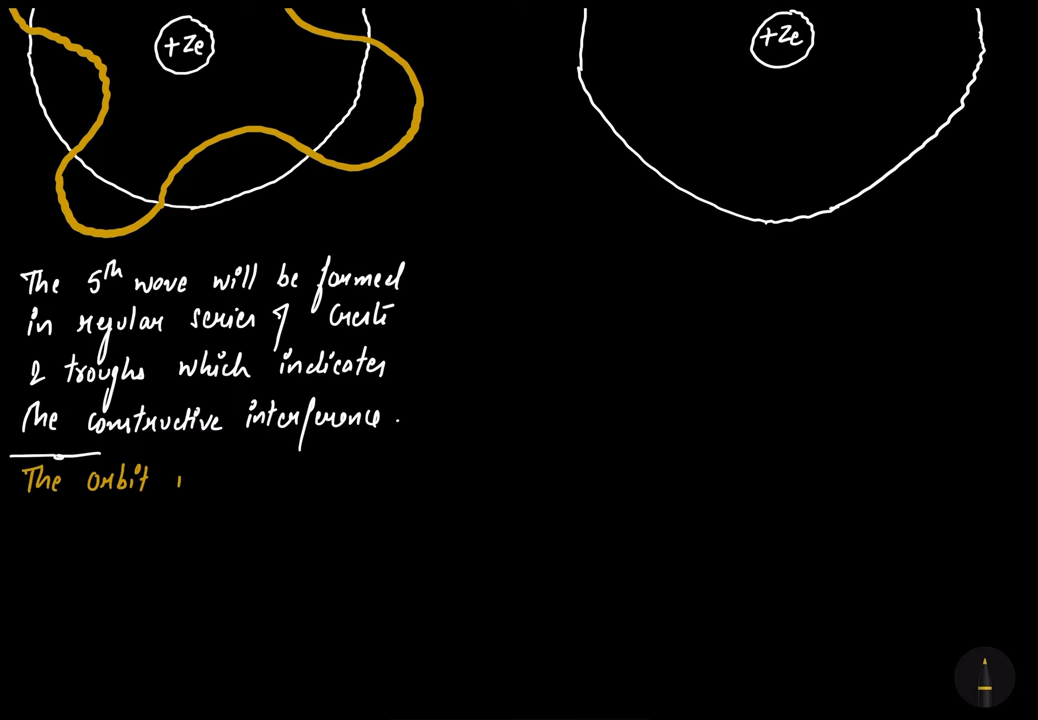 +Ze
+Ze
The 5th wave will be formed
in regular series of Crests
2 troughs which indicates
the constructive interference.
The orbit